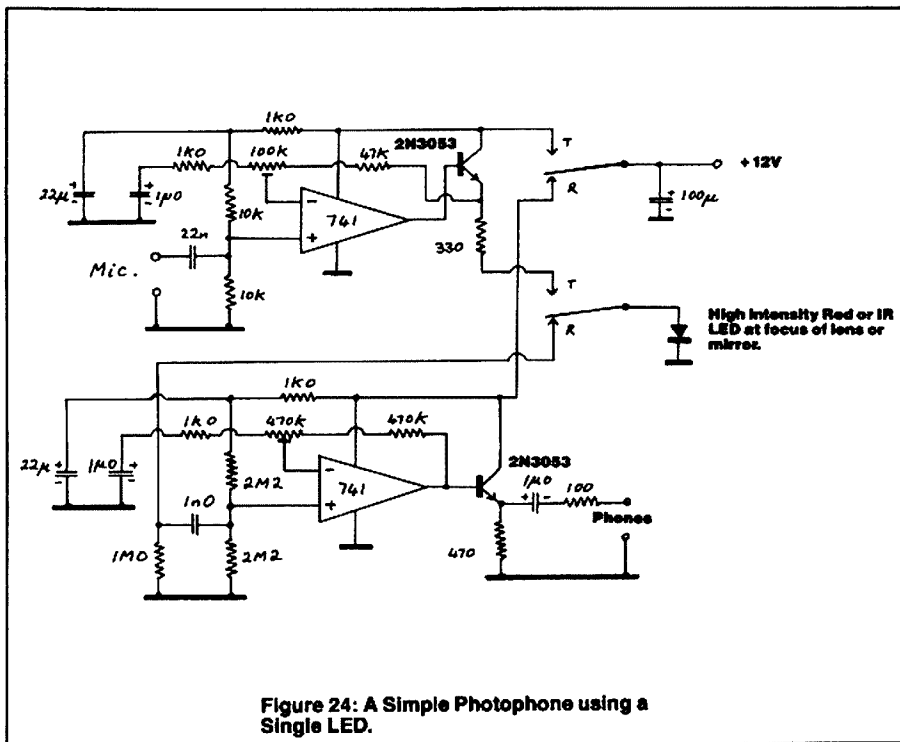 1k0
2N3053
T
+12V
1k0
100k
47k
R
22µ
+
-
+
-
1µ0
10k
22n
-
+
741
+
-
100µ
330
Mic.
10k
T
R
High Intensity Red or IR
LED at focus of lens or
mirror.
1k0
1k0
470k
470k
2N3053
22µ
+
-
1µ0
+
-
2M2
-
+
741
1µ0
+
-
100
Phones
1n0
1M0
2M2
470
Figure 24: A Simple Photophone using a
Single LED.